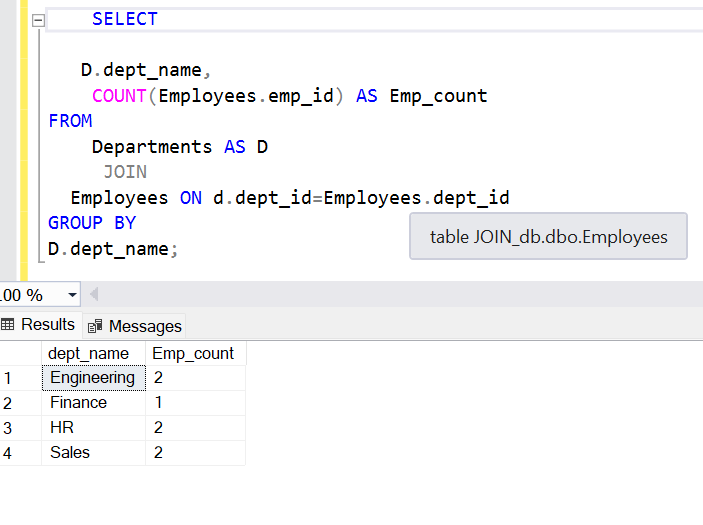 SELECT
D.dept_name,
COUNT(Employees.emp_id) AS Emp_count
FROM
Departments AS D
JOIN
Employees ON d.dept_id=Employees.dept_id
GROUP BY
table JOIN_db.dbo.Employees
D.dept_name;
.00 %
Results Messages
dept_name Emp_count
1 Engineering 2
2 Finance 1
3 HR 2
4 Sales 2